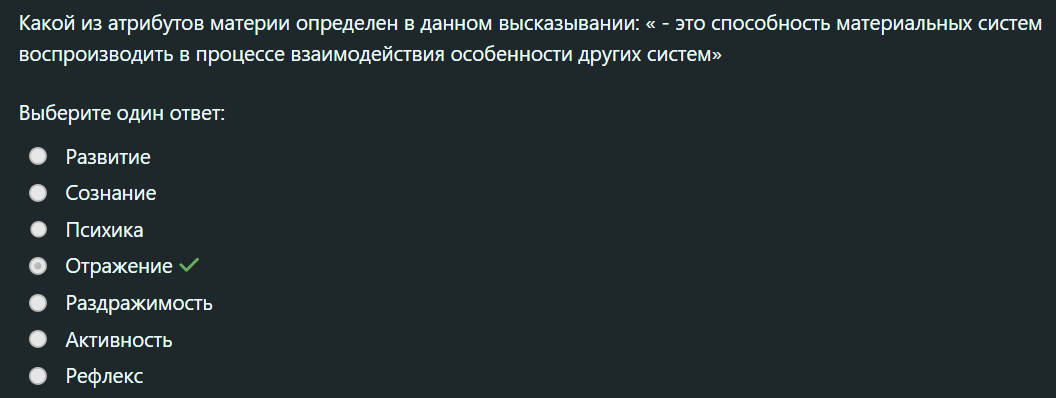 Какой из атрибутов материи определен в данном высказывании: « - это способность материальных систем
воспроизводить в процессе взаимодействия особенности других систем»
Выберите один ответ:
Развитие
Сознание
Психика
Отражение
Раздражимость
Активность
Рефлекс